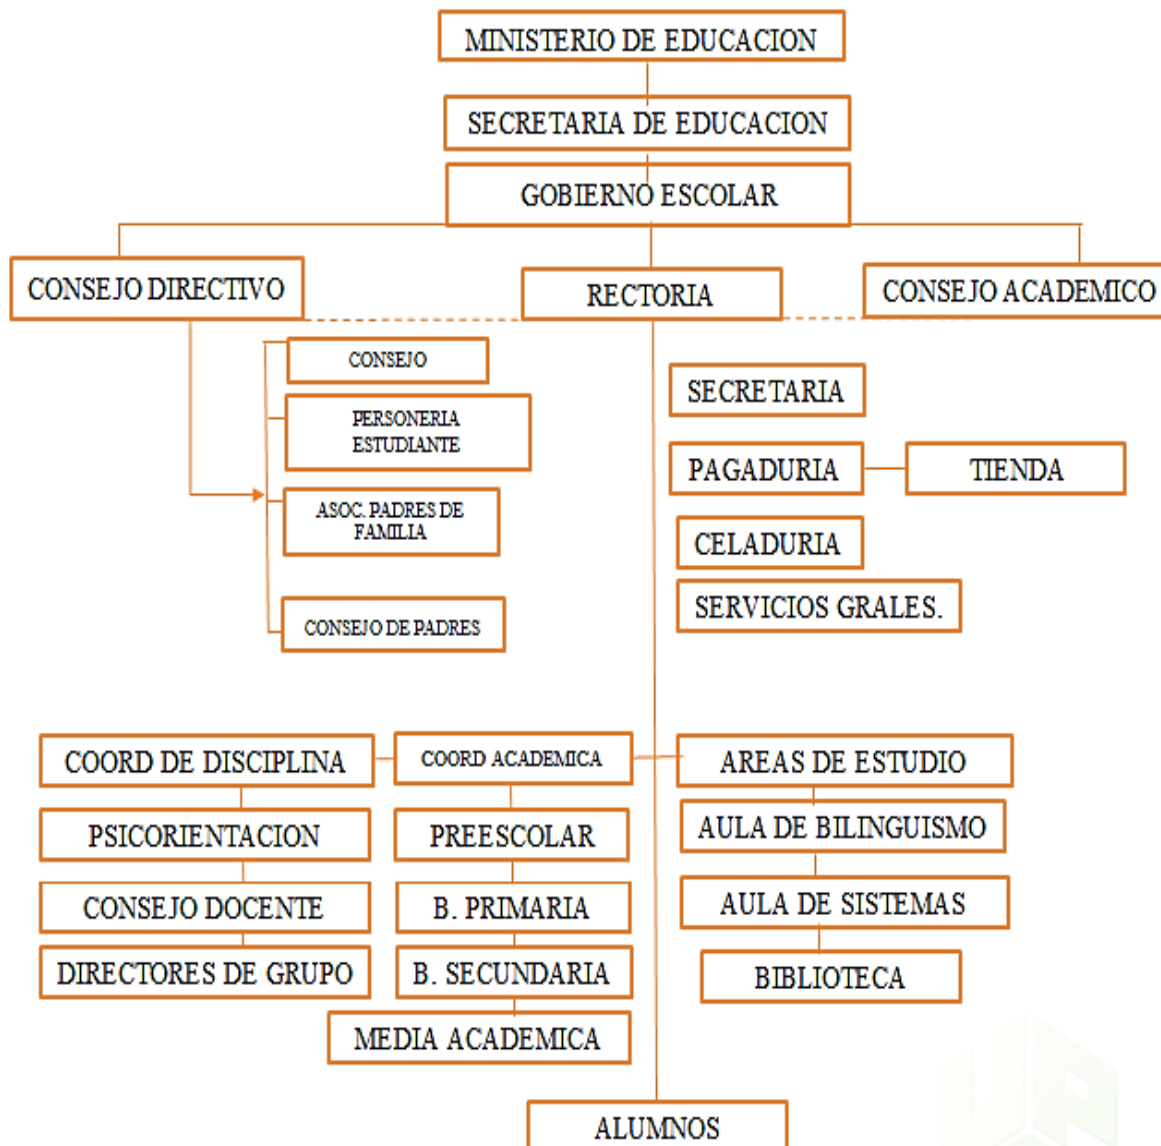 MINISTERIO DE EDUCACION
SECRETARIA DE EDUCACION
GOBIERNO ESCOLAR
CONSEJO DIRECTIVO
RECTORIA
CONSEJO ACADEMICO
CONSEJO
PERSONERIA
ESTUDIANTE
ASOC. PADRES DE
FAMILIA
CONSEJO DE PADRES
SECRETARIA
PAGADURIA
TIENDA
CELADURIA
SERVICIOS GRALES.
COORD DE DISCIPLINA
COORD ACADEMICA
AREAS DE ESTUDIO
PSICORIENTACION
PREESCOLAR
AULA DE BILINGUISMO
CONSEJO DOCENTE
B. PRIMARIA
AULA DE SISTEMAS
DIRECTORES DE GRUPO
B. SECUNDARIA
BIBLIOTECA
MEDIA ACADEMICA
ALUMNOS